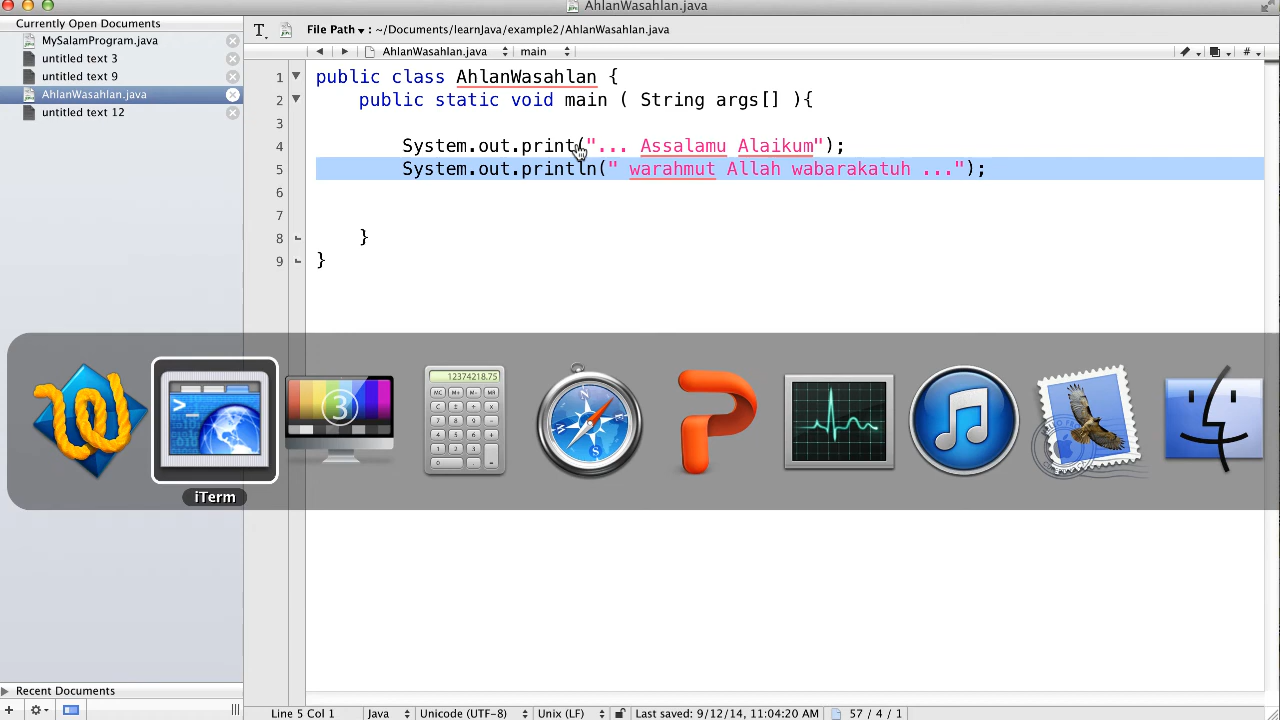 AhlanWasahlan.java
Currently Open Documents
MySalamProgram.java
untitled text 3
untitled text 9
AhlanWasahlan.java
untitled text 12
File Path : ~/Documents/learnJava/example2/AhlanWasahlan.java
AhlanWasahlan.java main
1 public class AhlanWasahlan {
2 public static void main ( String args[] ){
3
4 System.out.print("... Assalamu Alaikum");
5 System.out.println(" warahmut Allah wabarakatuh ...");
6
7
8 }
9 }
12374218.75
3
iTerm
Recent Documents
Line 5 Col 1 Java Unicode (UTF-8) Unix (LF) Last saved: 9/12/14, 11:04:20 AM 57 / 4 / 1